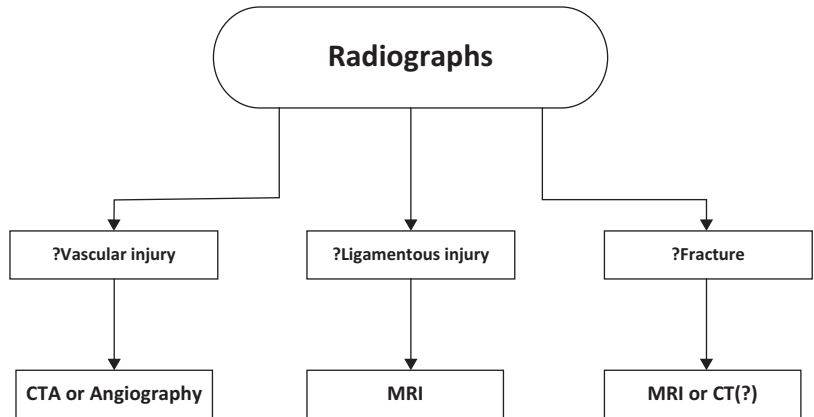 Radiographs
?Vascular injury
?Ligamentous injury
?Fracture
CTA or Angiography
MRI
MRI or CT(?)